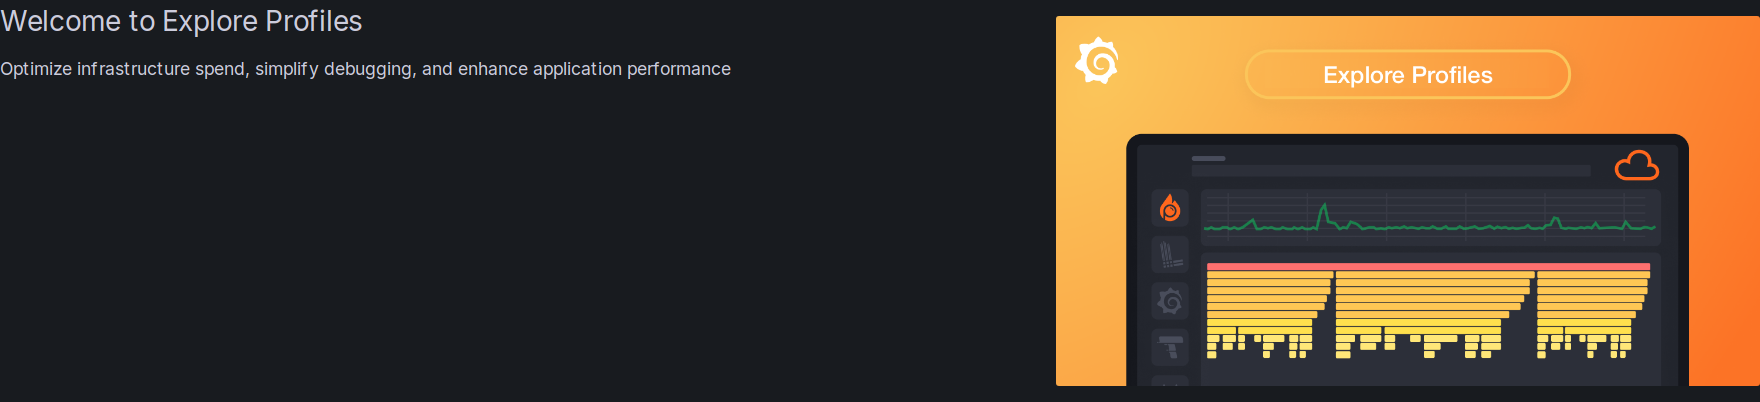 Welcome to Explore Profiles
Optimize infrastructure spend, simplify debugging, and enhance application performance
Explore Profiles